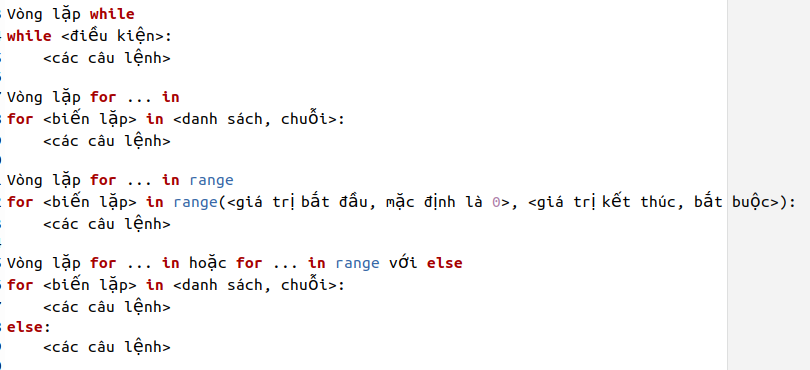 Vòng lặp while
while <điều kiện>:
<các câu lệnh>
Vòng lặp for ... in
for <biến lặp> in <danh sách, chuỗi>:
<các câu lệnh>
Vòng lặp for ... in range
for <biến lặp> in range(<giá trị bắt đầu, mặc định là 0>, <giá trị kết thúc, bắt buộc>):
<các câu lệnh>
Vòng lặp for ... in hoặc for ... in range với else
for <biến lặp> in <danh sách, chuỗi>:
<các câu lệnh>
else:
<các câu lệnh>